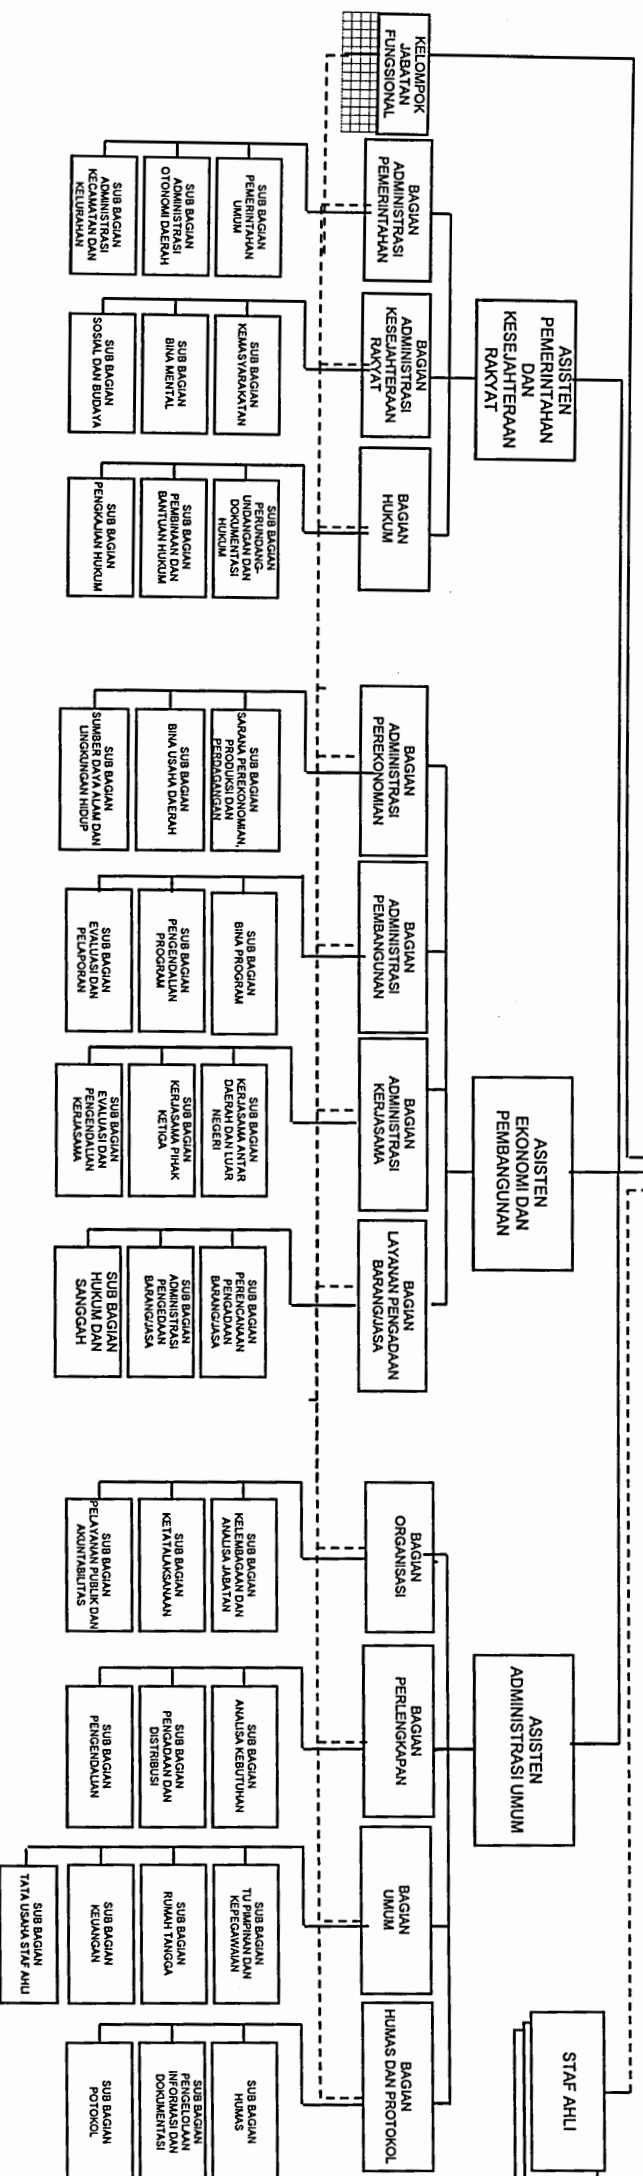 KELOMPOK
JABATAN
FUNGSIONAL
STAF AHLI
ASISTEN
PEMERINTAHAN
DAN
KESEJAHTERAAN
RAKYAT
ASISTEN
EKONOMI DAN
PEMBANGUNAN
ASISTEN
ADMINISTRASI UMUM
BAGIAN
ADMINISTRASI
PEMERINTAHAN
BAGIAN
ADMINISTRASI
KESEJAHTERAAN
RAKYAT
BAGIAN
HUKUM
BAGIAN
ADMINISTRASI
PEREKONOMIAN
BAGIAN
ADMINISTRASI
PEMBANGUNAN
BAGIAN
ADMINISTRASI
KERJASAMA
BAGIAN
LAYANAN PENGADAAN
BARANG/JASA
BAGIAN
ORGANISASI
BAGIAN
PERLENGKAPAN
BAGIAN
UMUM
BAGIAN
HUMAS DAN PROTOKOL
SUB BAGIAN
PEMERINTAHAN
UMUM
SUB BAGIAN
ADMINISTRASI
OTONOMI DAERAH
SUB BAGIAN
ADMINISTRASI
KECAMATAN DAN
KELURAHAN
SUB BAGIAN
KEMASYARAKATAN
SUB BAGIAN
BINA MENTAL
SUB BAGIAN
SOSIAL DAN BUDAYA
SUB BAGIAN
PERUNDANG-
UNDANGAN DAN
DOKUMENTASI
HUKUM
SUB BAGIAN
PEMBINAAN DAN
BANTUAN HUKUM
SUB BAGIAN
PENGKAJIAN HUKUM
SUB BAGIAN
SARANA PEREKONOMIAN,
PRODUKSI DAN
PERDAGANGAN
SUB BAGIAN
BINA USAHA DAERAH
SUB BAGIAN
SUMBER DAYA ALAM DAN
LINGKUNGAN HIDUP
SUB BAGIAN
BINA PROGRAM
SUB BAGIAN
PENGENDALIAN
PROGRAM
SUB BAGIAN
EVALUASI DAN
PELAPORAN
SUB BAGIAN
KERJASAMA ANTAR
DAERAH DAN LUAR
NEGERI
SUB BAGIAN
KERJASAMA PIHAK
KETIGA
SUB BAGIAN
EVALUASI DAN
PENGENDALIAN
KERJASAMA
SUB BAGIAN
PERENCANAAN
PENGADAAN
BARANG/JASA
SUB BAGIAN
ADMINISTRASI
PENGEDAAN
BARANG/JASA
SUB BAGIAN
HUKUM DAN
SANGGAH
SUB BAGIAN
KELEMBAGAAN DAN
ANALISA JABATAN
SUB BAGIAN
KETATALAKSANAAN
SUB BAGIAN
PELAYANAN PUBLIK DAN
AKUNTABILITAS
SUB BAGIAN
ANALISA KEBUTUHAN
SUB BAGIAN
PENGADAAN DAN
DISTRIBUSI
SUB BAGIAN
PENGENDALIAN
SUB BAGIAN
TU PIMPINAN DAN
KEPEGAWAIAN
SUB BAGIAN
RUMAH TANGGA
SUB BAGIAN
KEUANGAN
SUB BAGIAN
TATA USAHA STAF AHLI
SUB BAGIAN
HUMAS
SUB BAGIAN
PENGELOLAAN
INFORMASI DAN
DOKUMENTASI
SUB BAGIAN
POTOKOL